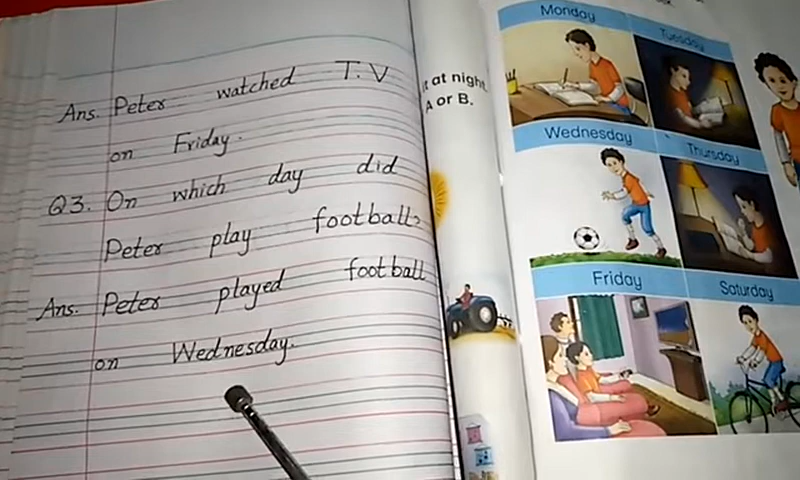 Ans. Peter watched T.V
on Friday.
Q3. On which day did
Peter play football?
Ans. Peter played football
on Wednesday.
it at night.
A or B.
Monday
Tuesday
Wednesday
Thursday
Friday
Saturday